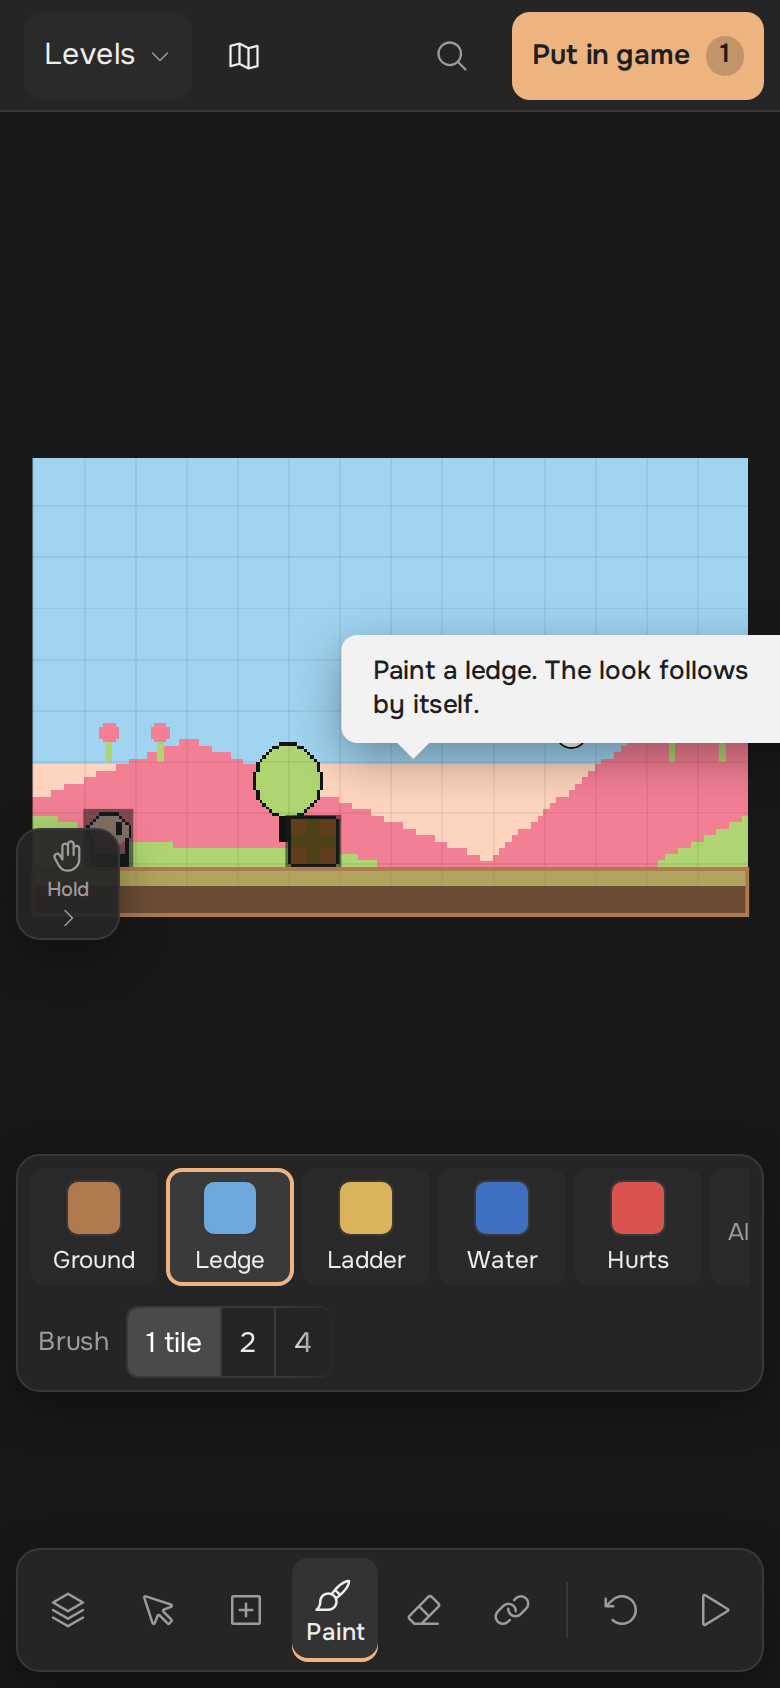 Levels
Put in game 1
Paint a ledge. The look follows
by itself.
Hold
Ground Ledge Ladder Water Hurts
Brush 1 tile 2 4
Paint